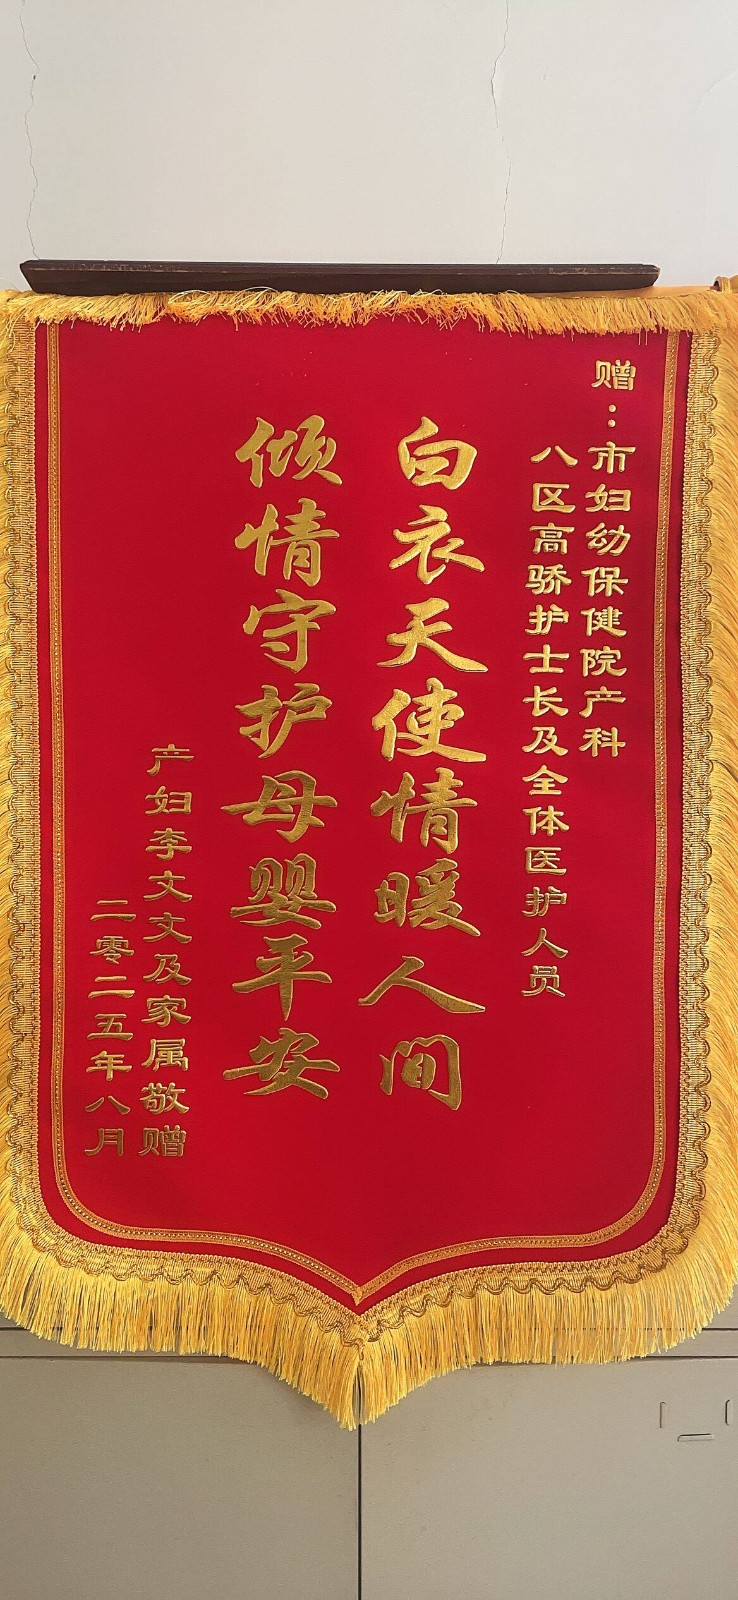 赠：市妇幼保健院产科
八区高骄护士长及全体医护人员
白衣天使情暖人间
倾情守护母婴平安
产妇李文文及家属敬赠
二零二五年八月